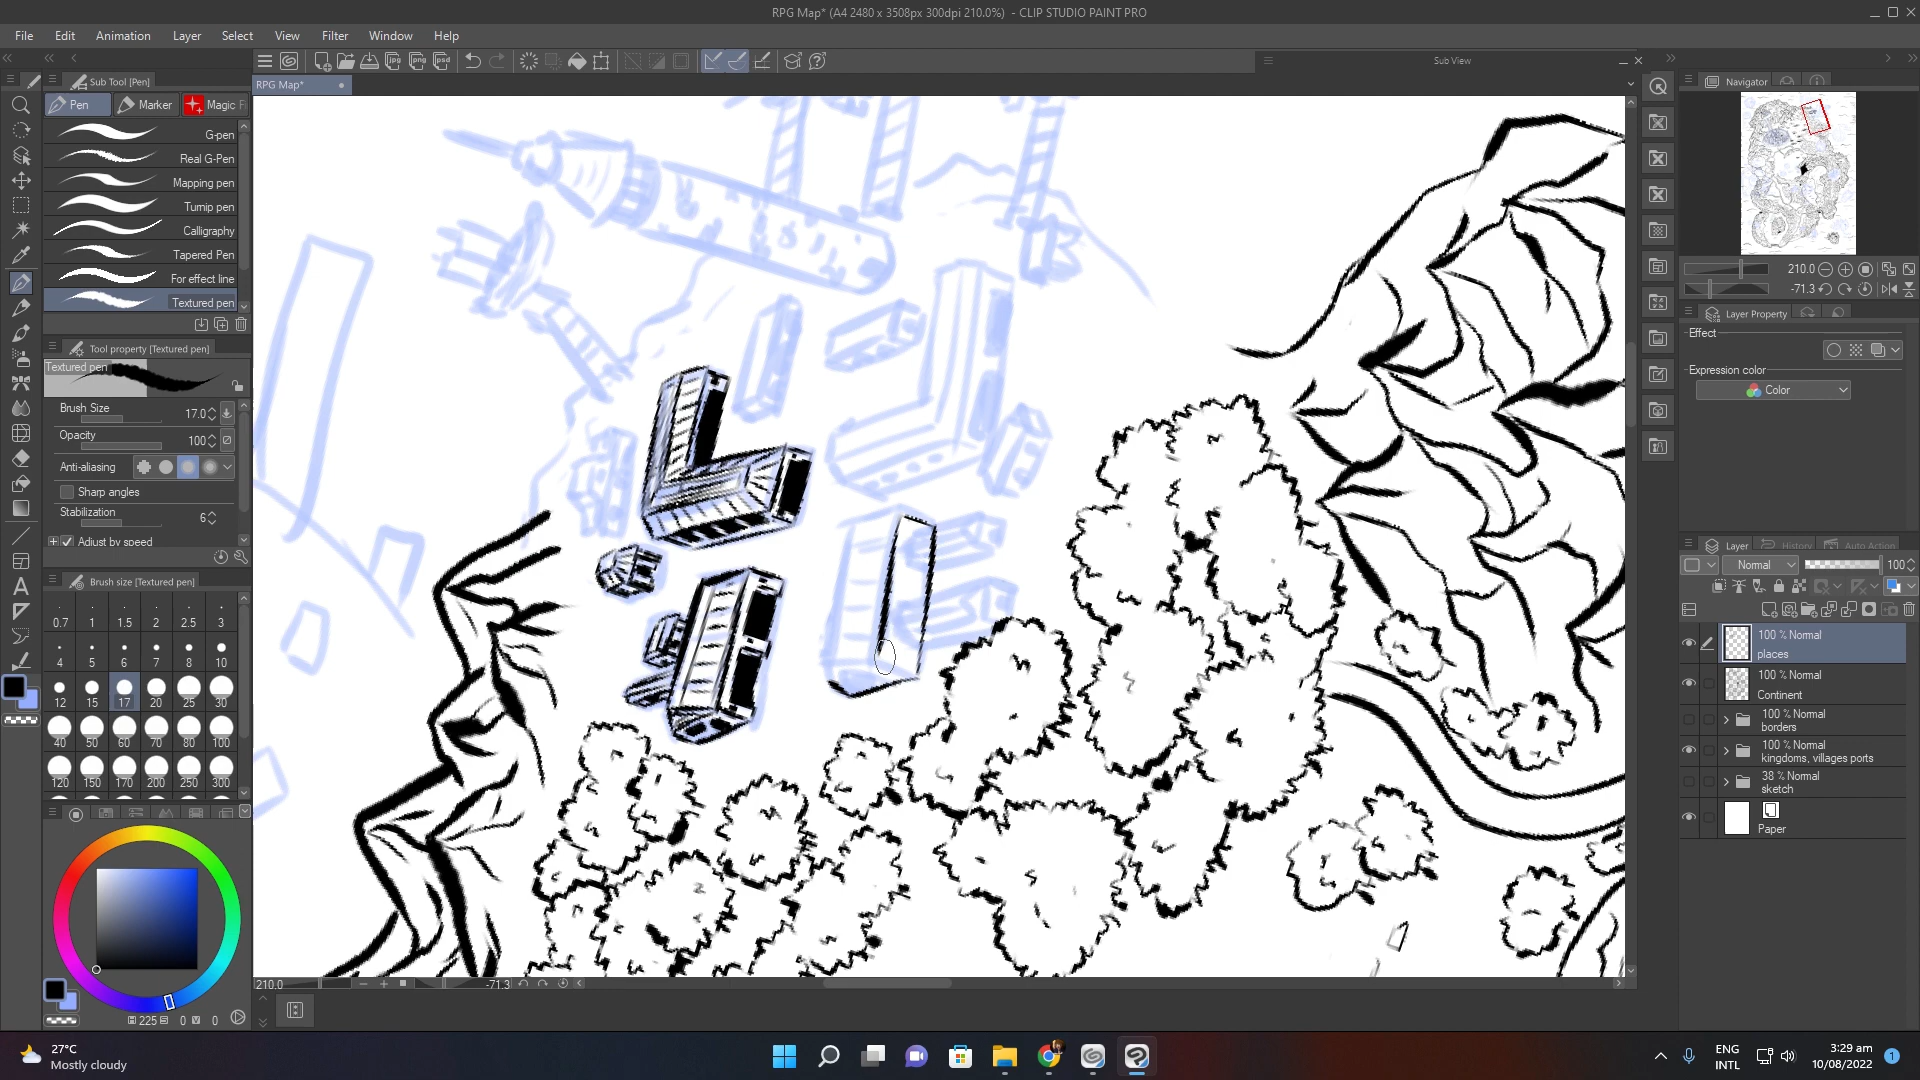 RPG Map* (A4 2480 x 3508px 300dpi 210.0%) - CLIP STUDIO PAINT PRO
File Edit Animation Layer Select View Filter Window Help
Sub Tool [Pen]
Sub View
Navigator
RPG Map*
Pen Marker Magic
G-pen
Real G-Pen
Mapping pen
Turnip pen
Calligraphy
Tapered Pen
For effect line
Textured pen
210.0
-71.3
Layer Property
Effect
Expression color
Color
Tool property [Textured pen]
Textured pen
Brush Size 17.0
Opacity 100
Anti-aliasing
Sharp angles
Stabilization 6
Adjust by speed
Brush size [Textured pen]
0.7 1 1.5 2 2.5 3
4 5 6 7 8 10
12 15 17 20 25 30
40 50 60 70 80 100
120 150 170 200 250 300
Layer History Auto Action
Normal 100
100 % Normal
places
100 % Normal
Continent
100 % Normal
borders
100 % Normal
kingdoms, villages ports
38 % Normal
sketch
Paper
210.0 -71.3
225 0 0
27°C
Mostly cloudy
ENG
INTL
3:29 am
10/08/2022
1